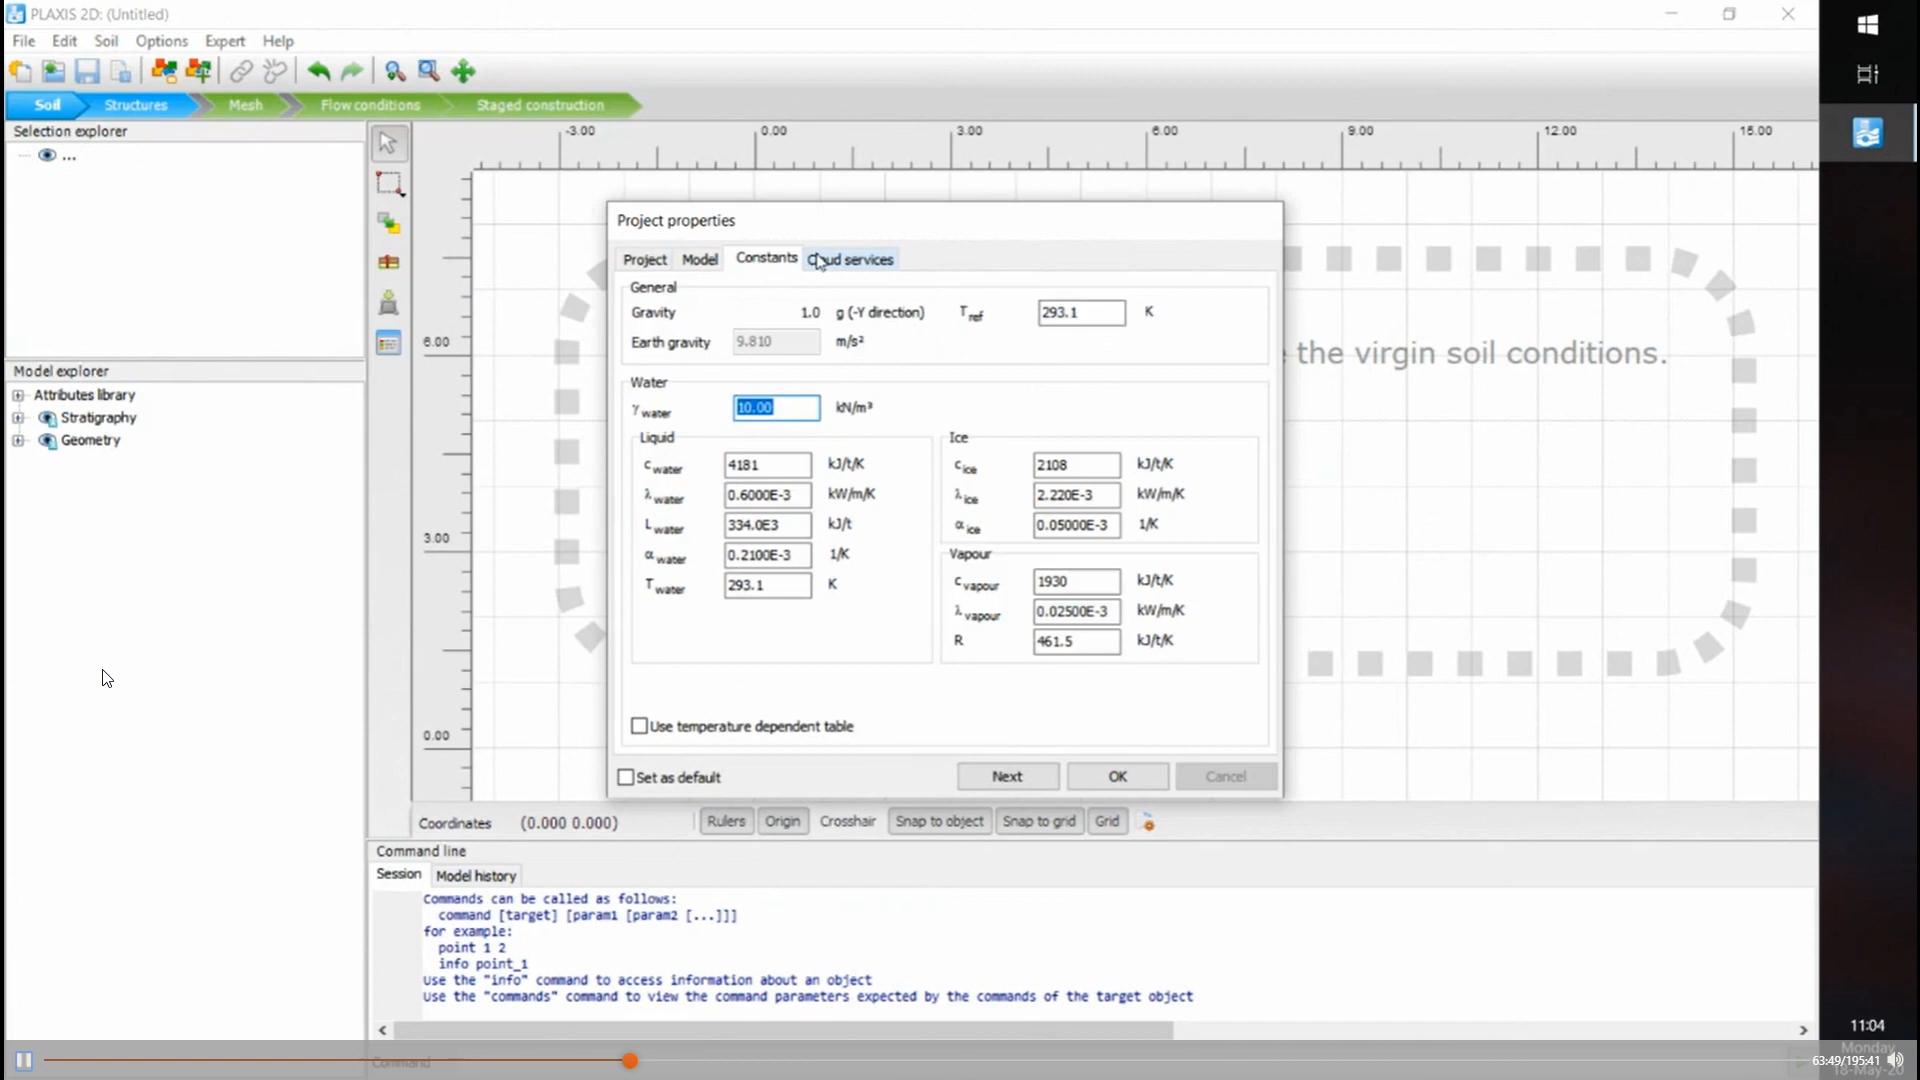 PLAXIS 2D: (Untitled)
File Edit Soil Options Expert Help
Soil Structures Mesh Flow conditions Staged construction
Selection explorer
...
-3.00 0.00 3.00 6.00 9.00 12.00 15.00
6.00
3.00
0.00
Model explorer
Attributes library
Stratigraphy
Geometry
the virgin soil conditions.
Project properties
Project Model Constants Cloud services
General
Gravity 1.0 g (-Y direction) Tref 293.1 K
Earth gravity 9.810 m/s²
Water
γwater 10.00 kN/m³
Liquid
cwater 4181 kJ/t/K
λwater 0.6000E-3 kW/m/K
Lwater 334.0E3 kJ/t
αwater 0.2100E-3 1/K
Twater 293.1 K
Ice
cice 2108 kJ/t/K
λice 2.220E-3 kW/m/K
αice 0.05000E-3 1/K
Vapour
cvapour 1930 kJ/t/K
λvapour 0.02500E-3 kW/m/K
R 461.5 kJ/t/K
Use temperature dependent table
Set as default Next OK Cancel
Coordinates (0.000 0.000) Rulers Origin Crosshair Snap to object Snap to grid Grid
Command line
Session Model history
Commands can be called as follows:
command [target] [param1 [param2 [...]]]
for example:
point 1 2
info point_1
Use the "info" command to access information about an object
Use the "commands" command to view the command parameters expected by the commands of the target object
Command
11:04
Monday
18-May-20
63:49/195:41